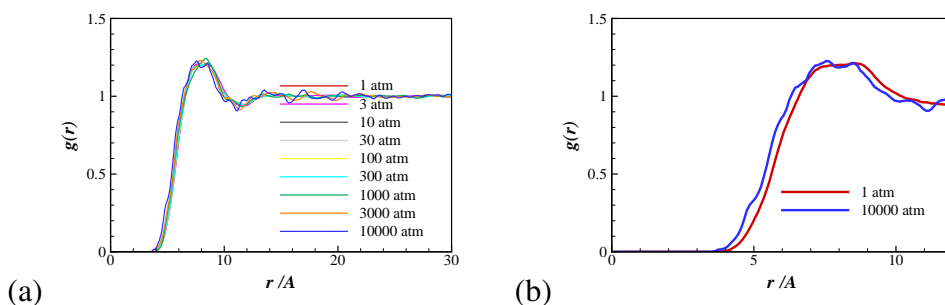 1.5
1
0.5
0
g(r)
0 10 20 30
r /A
1 atm
3 atm
10 atm
30 atm
100 atm
300 atm
1000 atm
3000 atm
10000 atm
(a)
1.5
1
0.5
0
g(r)
0 5 10
r /A
1 atm
10000 atm
(b)